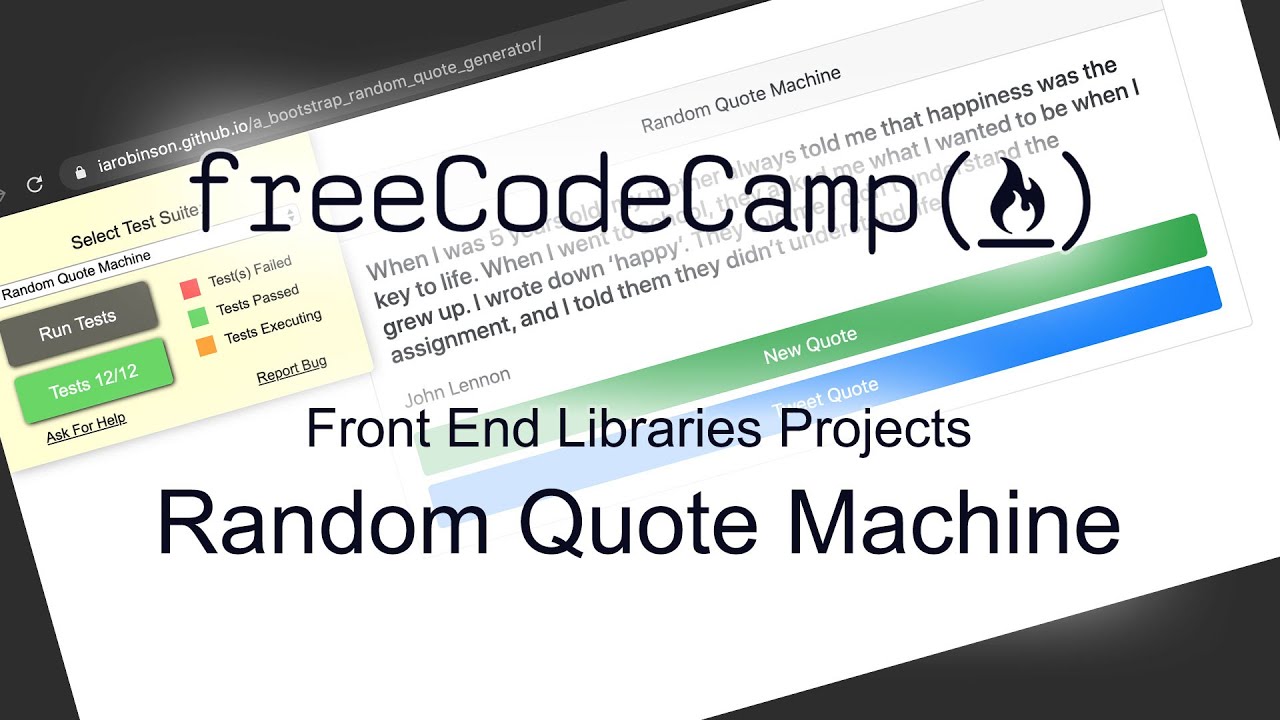 iarobinson.github.io/a_bootstrap_random_quote_generator/
Select Test Suite
Random Quote Machine
Run Tests
Tests 12/12
Test(s) Failed
Tests Passed
Tests Executing
Report Bug
Ask For Help
Random Quote Machine
When I was 5 years old, my mother always told me that happiness was the
key to life. When I went to school, they asked me what I wanted to be when I
grew up. I wrote down ‘happy’. They told me I didn’t understand the
assignment, and I told them they didn’t understand life.
John Lennon
New Quote
Tweet Quote
freeCodeCamp
Front End Libraries Projects
Random Quote Machine